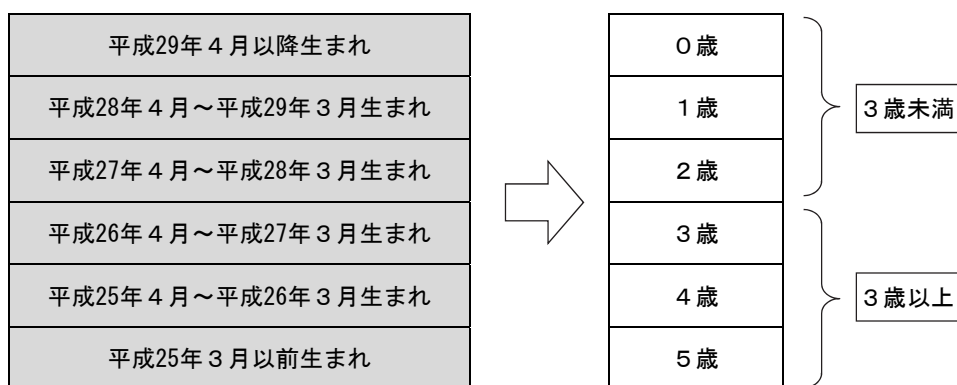 平成29年４月以降生まれ
０歳
平成28年４月～平成29年３月生まれ
１歳
３歳未満
平成27年４月～平成28年３月生まれ
２歳
平成26年４月～平成27年３月生まれ
３歳
平成25年４月～平成26年３月生まれ
４歳
３歳以上
平成25年３月以前生まれ
５歳